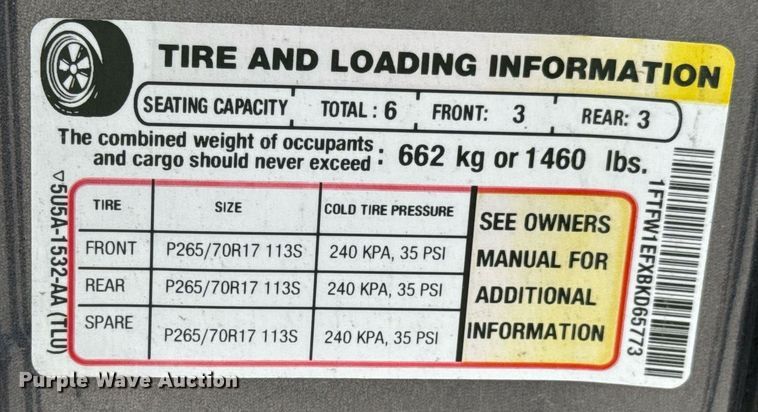 TIRE AND LOADING INFORMATION
SEATING CAPACITY TOTAL : 6 FRONT: 3 REAR: 3
The combined weight of occupants
and cargo should never exceed : 662 kg or 1460 lbs.
TIRE SIZE COLD TIRE PRESSURE
FRONT P265/70R17 113S 240 KPA, 35 PSI
REAR P265/70R17 113S 240 KPA, 35 PSI
SPARE P265/70R17 113S 240 KPA, 35 PSI
SEE OWNERS
MANUAL FOR
ADDITIONAL
INFORMATION
▽5U5A-1532-AA (TLU)
1FTFW1EFXBKD65773
Purple Wave Auction